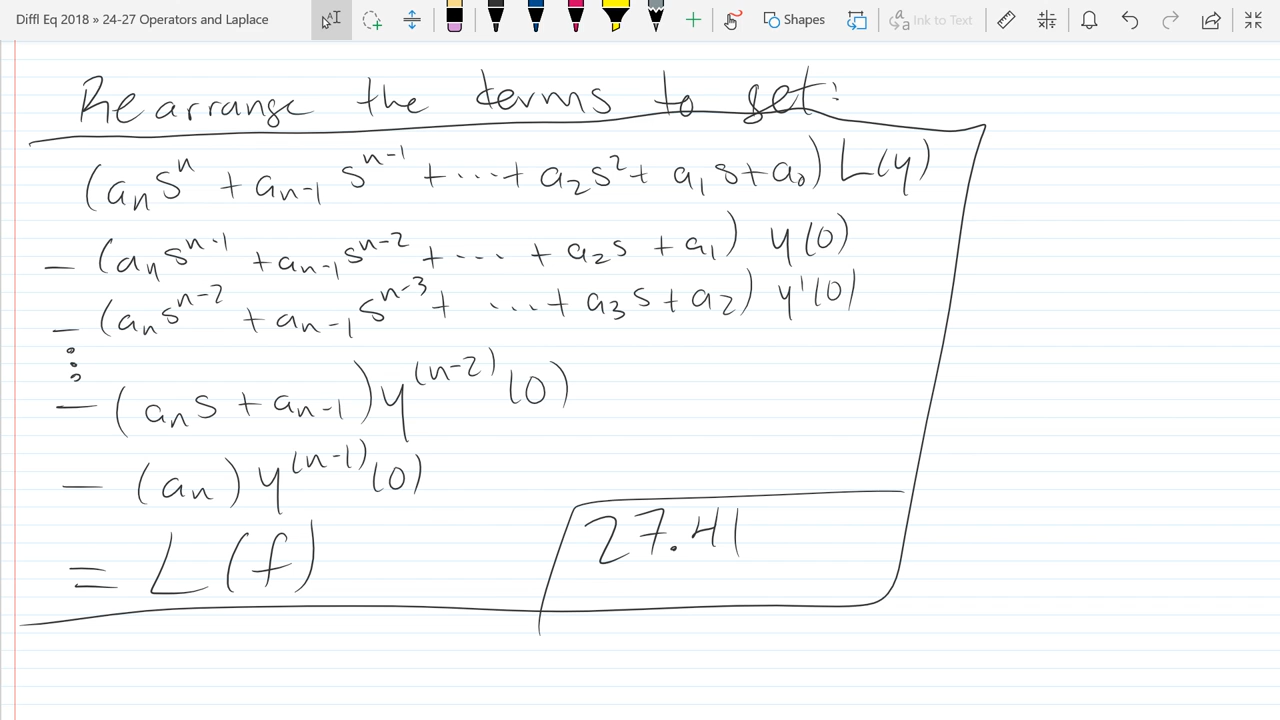 Diffl Eq 2018 » 24-27 Operators and Laplace
Shapes
Ink to Text
Rearrange the terms to get:
(aₙsⁿ + aₙ₋₁ sⁿ⁻¹ + ... + a₂s² + a₁s + a₀) L(y)
− (aₙsⁿ⁻¹ + aₙ₋₁sⁿ⁻² + ... + a₂s + a₁) y(0)
− (aₙsⁿ⁻² + aₙ₋₁sⁿ⁻³ + ... + a₃s + a₂) y'(0)
⋮
− (aₙs + aₙ₋₁) y⁽ⁿ⁻²⁾(0)
− (aₙ) y⁽ⁿ⁻¹⁾(0)
= L(f)
27.41